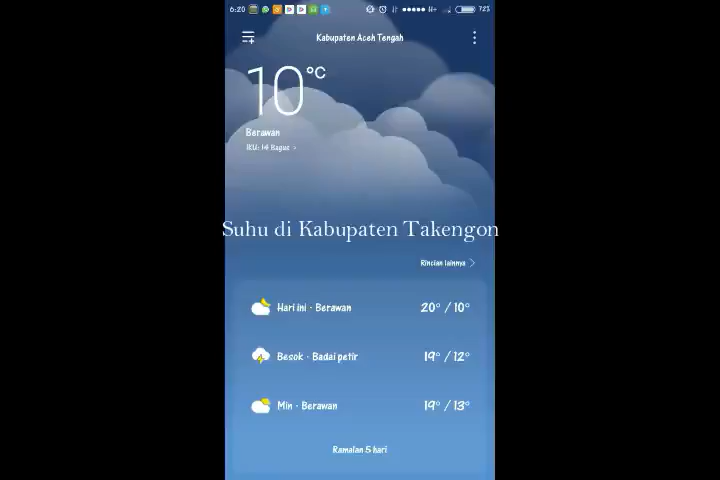 6:20
72%
Kabupaten Aceh Tengah
10°C
Berawan
IKU: 14 Bagus >
Suhu di Kabupaten Takengon
Rincian lainnya >
Hari ini - Berawan 20° / 10°
Besok - Badai petir 19° / 12°
Min - Berawan 19° / 13°
Ramalan 5 hari